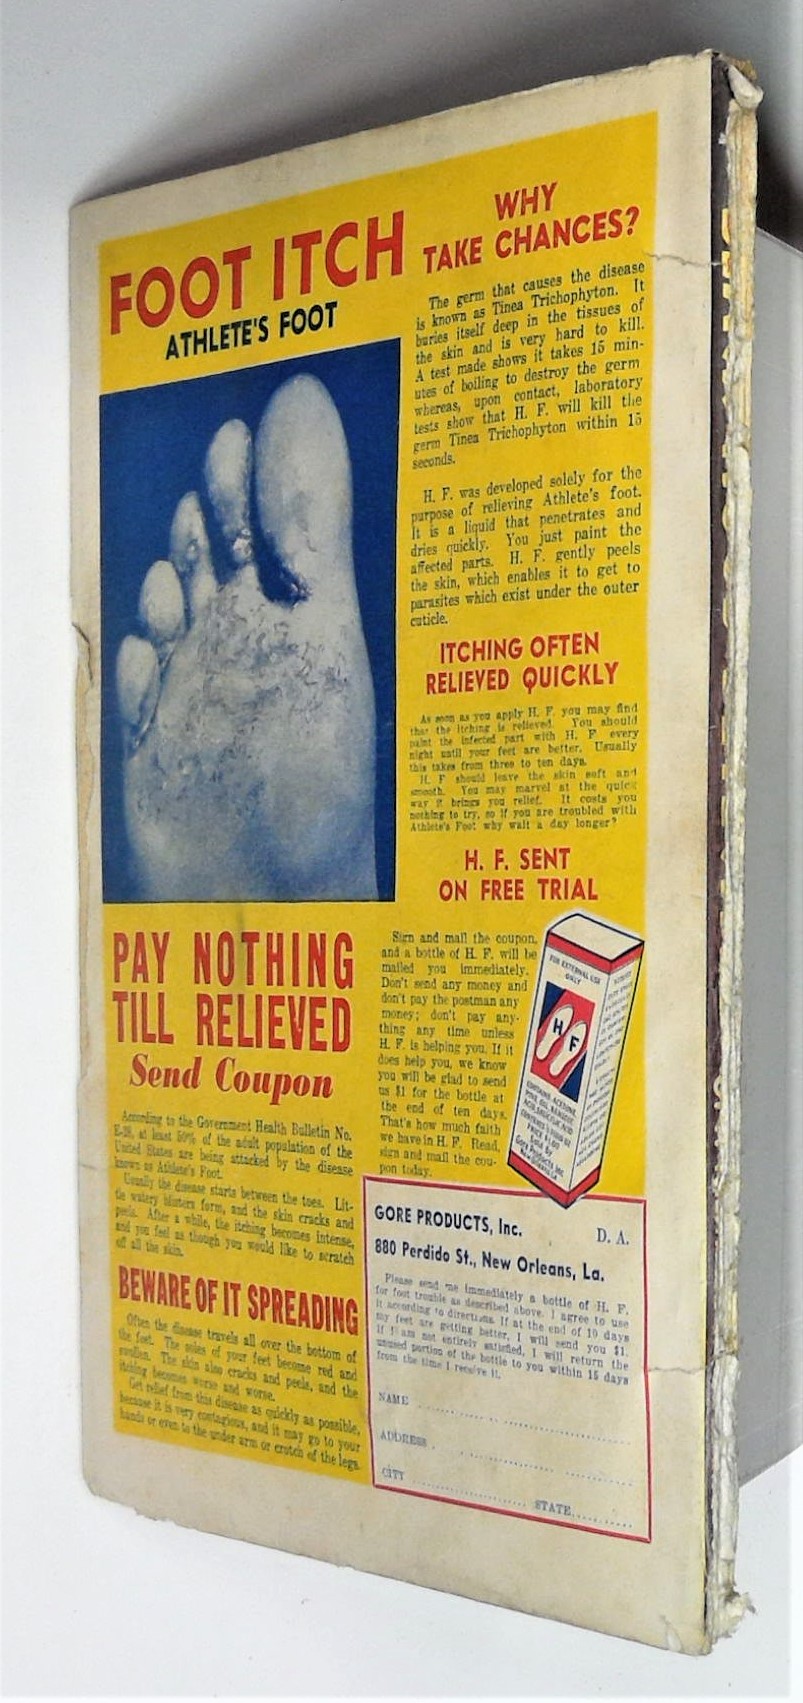 FOOT ITCH
ATHLETE'S FOOT
WHY
TAKE CHANCES?
The germ that causes the disease
is known as Tinea Trichophyton. It
buries itself deep in the tissues of
the skin and is very hard to kill.
A test made shows it takes 15 min-
utes of boiling to destroy the germ
whereas, upon contact, laboratory
tests show that H. F. will kill the
germ Tinea Trichophyton within 15
seconds.
H. F. was developed solely for the
purpose of relieving Athlete's foot.
It is a liquid that penetrates and
dries quickly. You just paint the
affected parts. H. F. gently peels
the skin, which enables it to get to
parasites which exist under the outer
cuticle.
ITCHING OFTEN
RELIEVED QUICKLY
As soon as you apply H. F. you may find
that the itching is relieved. You should
paint the infected part with H. F. every
night until your feet are better. Usually
this takes from three to ten days.
H. F. should leave the skin soft and
smooth. You may marvel at the quick
way it brings you relief. It costs you
nothing to try, so if you are troubled with
Athlete's Foot why wait a day longer?
H. F. SENT
ON FREE TRIAL
Sign and mail the coupon,
and a bottle of H. F. will be
mailed you immediately.
Don't send any money and
don't pay the postman any
money; don't pay any-
thing any time unless
H. F. is helping you. If it
does help you, we know
you will be glad to send
us $1 for the bottle at
the end of ten days.
That's how much faith
we have in H. F. Read,
sign and mail the cou-
pon today.
FOR EXTERNAL USE
ONLY
H F
Sold By
Gore Products Inc.
New Orleans, La.
PAY NOTHING
TILL RELIEVED
Send Coupon
According to the Government Health Bulletin No.
E-28, at least 50% of the adult population of the
United States are being attacked by the disease
known as Athlete's Foot.
Usually the disease starts between the toes. Lit-
tle watery blisters form, and the skin cracks and
peels. After a while, the itching becomes intense,
and you feel as though you would like to scratch
off all the skin.
BEWARE OF IT SPREADING
Often the disease travels all over the bottom of
the feet. The soles of your feet become red and
swollen. The skin also cracks and peels, and the
itching becomes worse and worse.
Get relief from this disease as quickly as possible,
because it is very contagious, and it may go to your
hands or even to the under arm or crotch of the legs.
GORE PRODUCTS, Inc. D. A.
880 Perdido St., New Orleans, La.
Please send me immediately a bottle of H. F.
for foot trouble as described above. I agree to use
it according to directions. If at the end of 10 days
my feet are getting better, I will send you $1.
If I am not entirely satisfied, I will return the
unused portion of the bottle to you within 15 days
from the time I receive it.
NAME
ADDRESS
CITY STATE